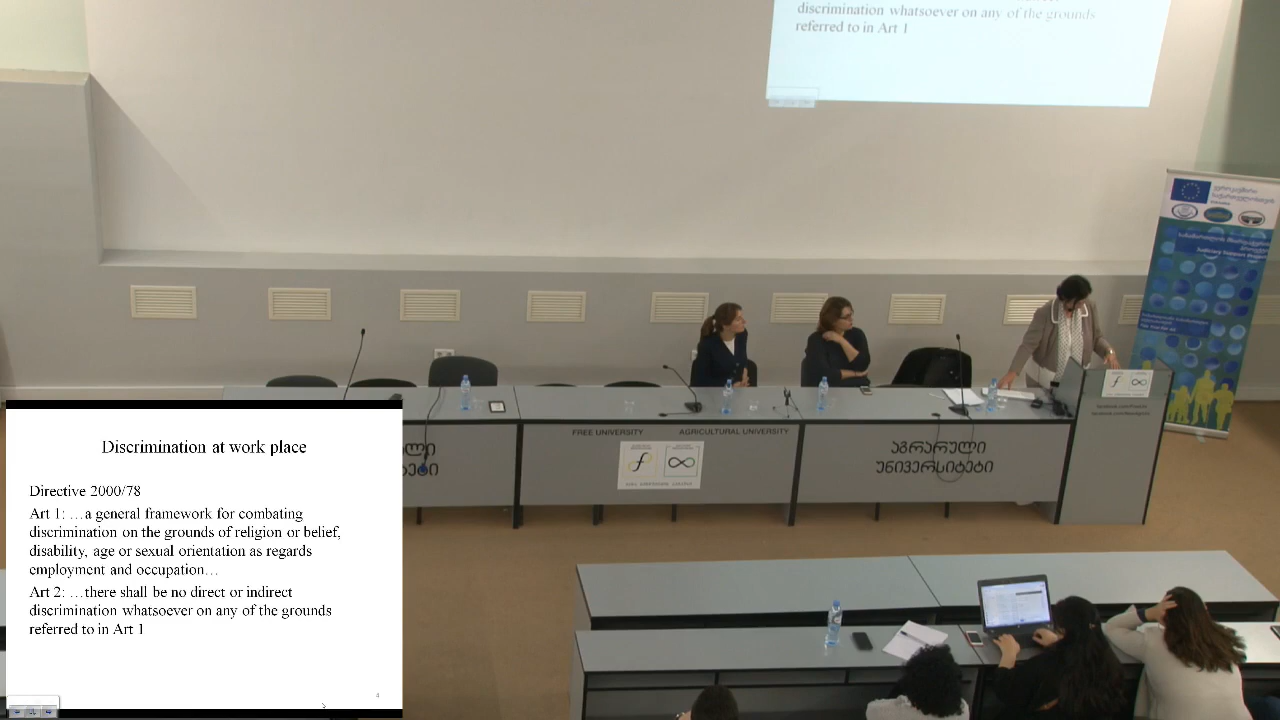 discrimination whatsoever on any of the grounds
referred to in Art 1
FREE UNIVERSITY AGRICULTURAL UNIVERSITY
აგრარული
უნივერსიტეტი
Discrimination at work place
Directive 2000/78
Art 1: …a general framework for combating
discrimination on the grounds of religion or belief,
disability, age or sexual orientation as regards
employment and occupation…
Art 2: …there shall be no direct or indirect
discrimination whatsoever on any of the grounds
referred to in Art 1
4